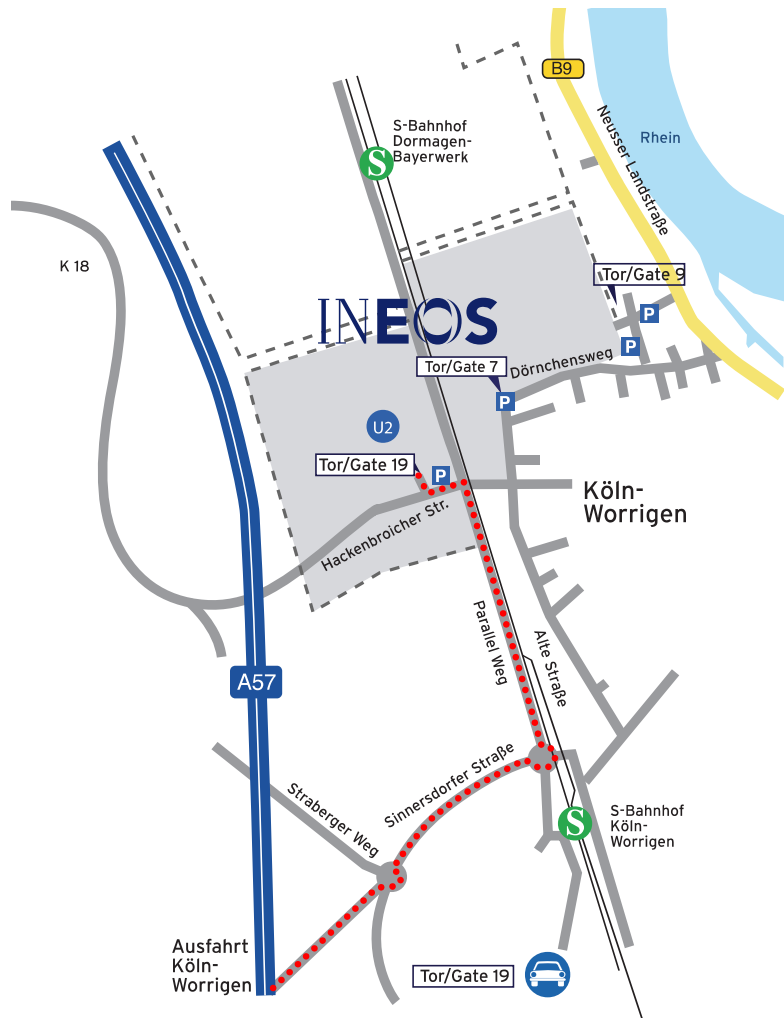 B9
Neusser Landstraße
Rhein
S-Bahnhof
Dormagen-
Bayerwerk
S
K 18
Tor/Gate 9
P
INEOS
P
Tor/Gate 7
Dörnchensweg
P
U2
Tor/Gate 19
P
Köln-
Worrigen
Hackenbroicher Str.
Parallel Weg
Alte Straße
A57
Sinnersdorfer Straße
Straberger Weg
S
S-Bahnhof
Köln-
Worrigen
Ausfahrt
Köln-
Worrigen
Tor/Gate 19